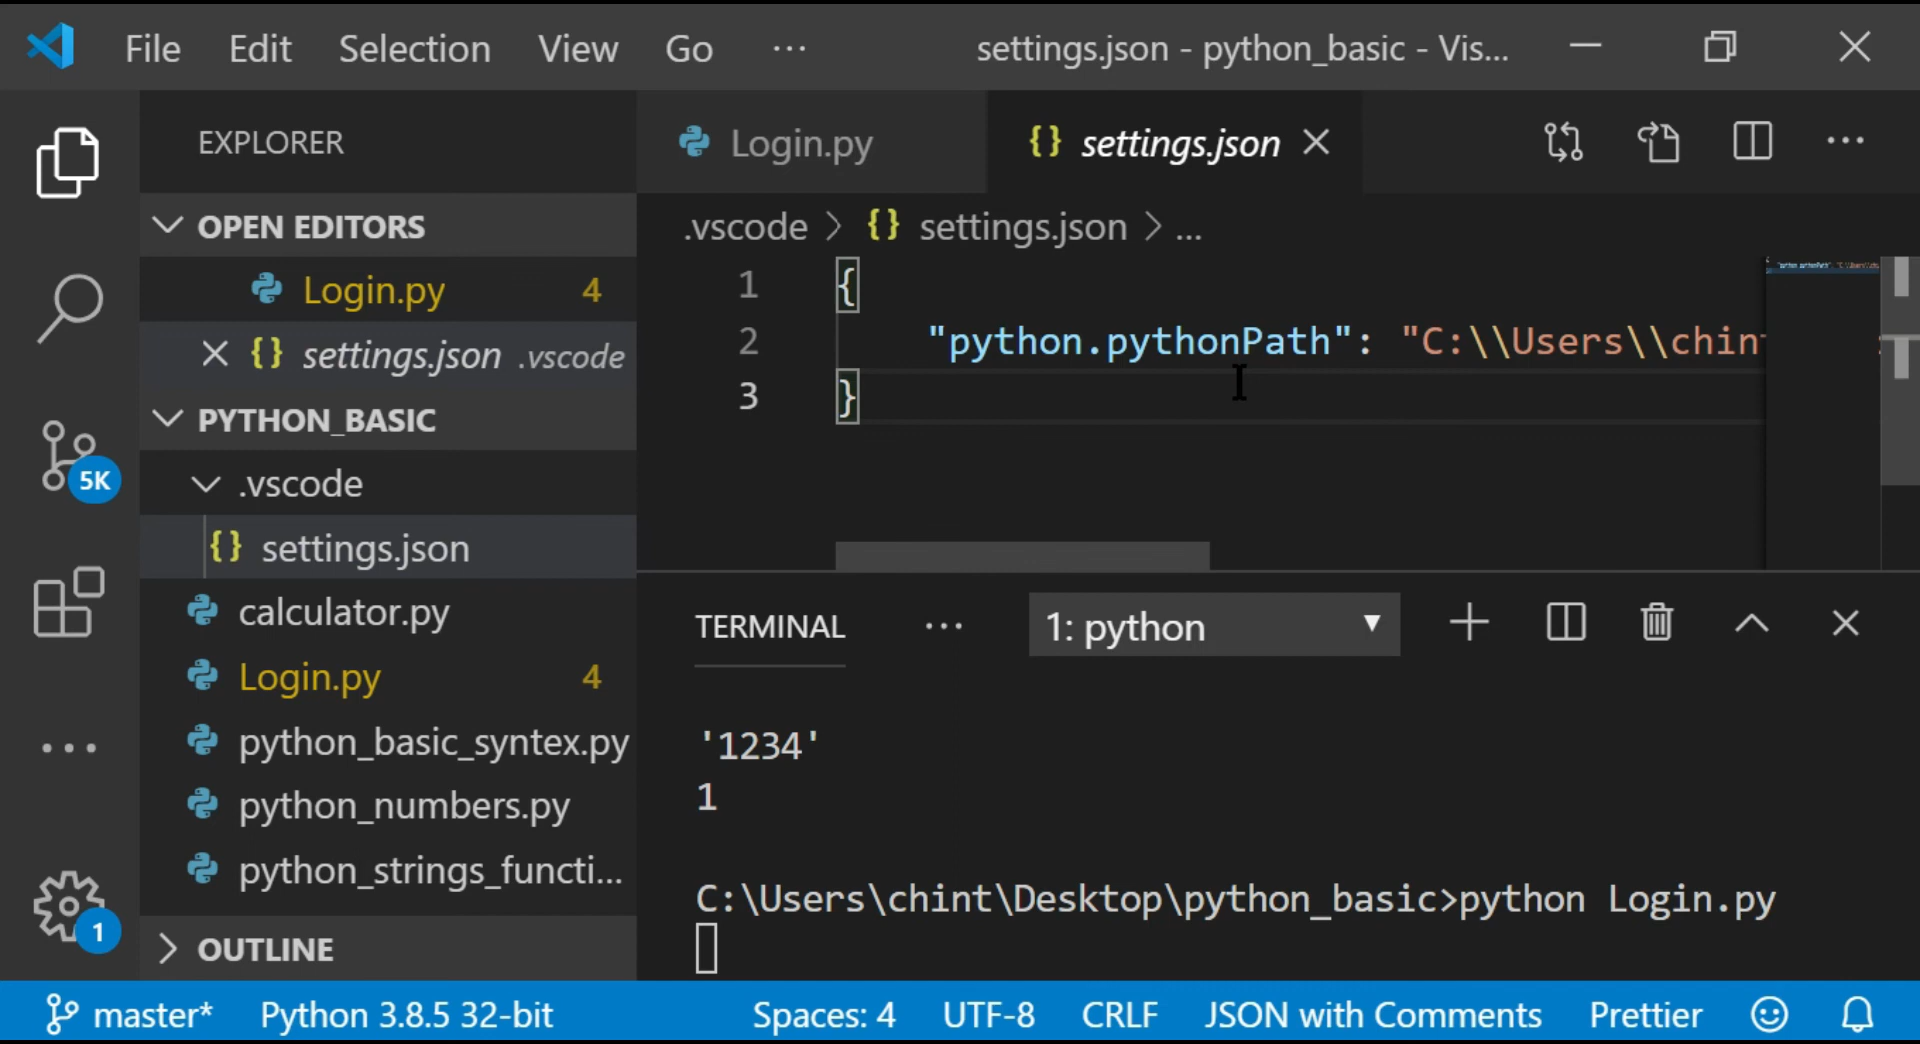 File Edit Selection View Go ... settings.json - python_basic - Vis...
EXPLORER
OPEN EDITORS
Login.py 4
settings.json .vscode
PYTHON_BASIC
.vscode
settings.json
calculator.py
Login.py 4
python_basic_syntex.py
python_numbers.py
python_strings_functi...
OUTLINE
5K
1
Login.py settings.json
.vscode > {} settings.json > ...
1 {
2 "python.pythonPath": "C:\\Users\\chint
3 }
TERMINAL ... 1: python
'1234'
1
C:\Users\chint\Desktop\python_basic>python Login.py
master* Python 3.8.5 32-bit Spaces: 4 UTF-8 CRLF JSON with Comments Prettier